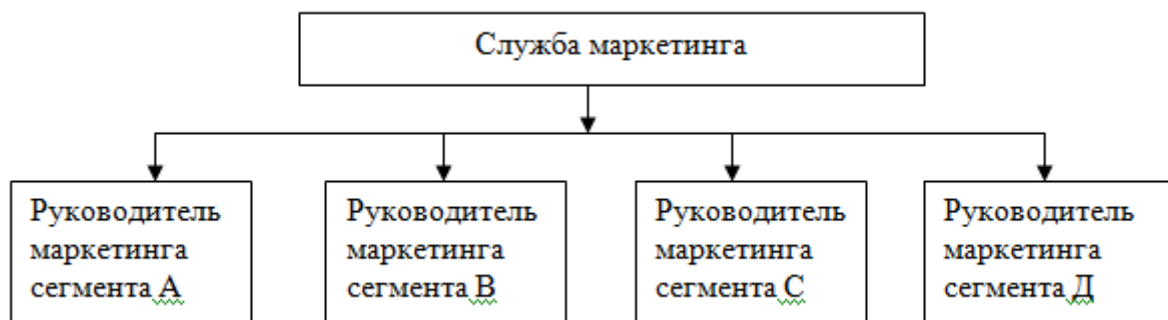 Служба маркетинга
Руководитель
маркетинга
сегмента А
Руководитель
маркетинга
сегмента В
Руководитель
маркетинга
сегмента С
Руководитель
маркетинга
сегмента Д